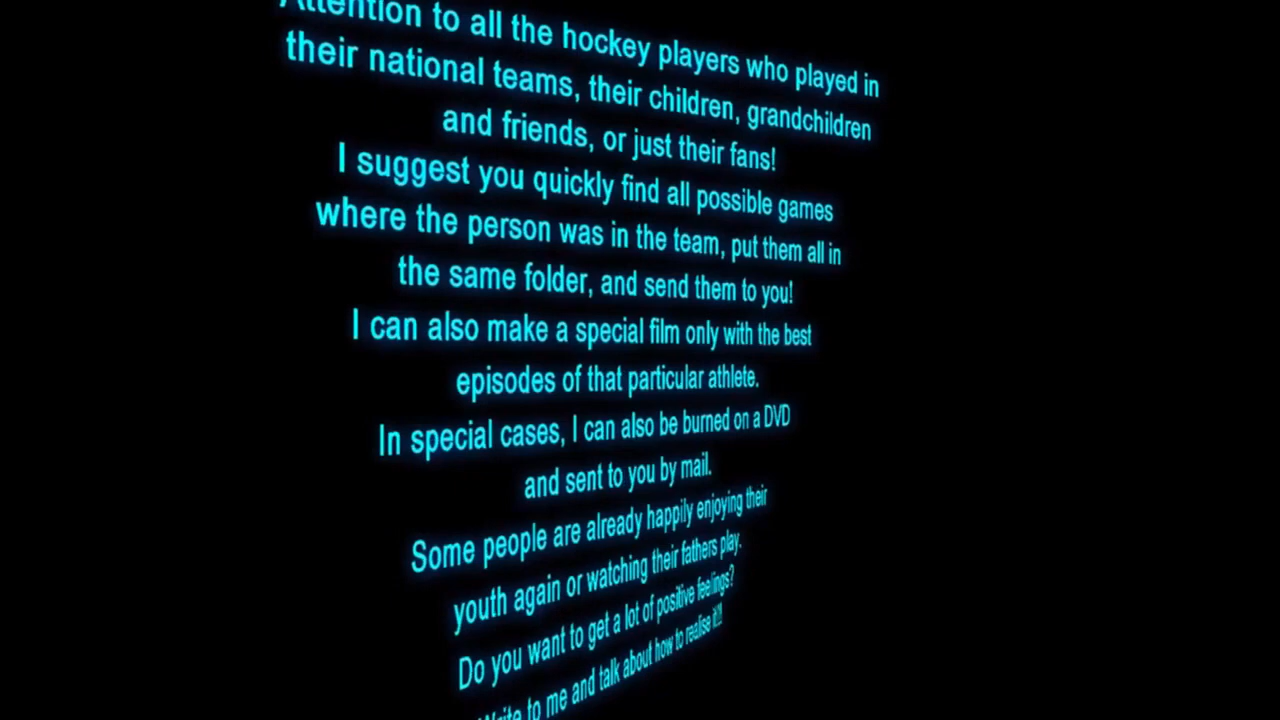 Attention to all the hockey players who played in
their national teams, their children, grandchildren
and friends, or just their fans!
I suggest you quickly find all possible games
where the person was in the team, put them all in
the same folder, and send them to you!
I can also make a special film only with the best
episodes of that particular athlete.
In special cases, I can also be burned on a DVD
and sent to you by mail.
Some people are already happily enjoying their
youth again or watching their fathers play.
Do you want to get a lot of positive feelings?
Write to me and talk about how to realise it!!!